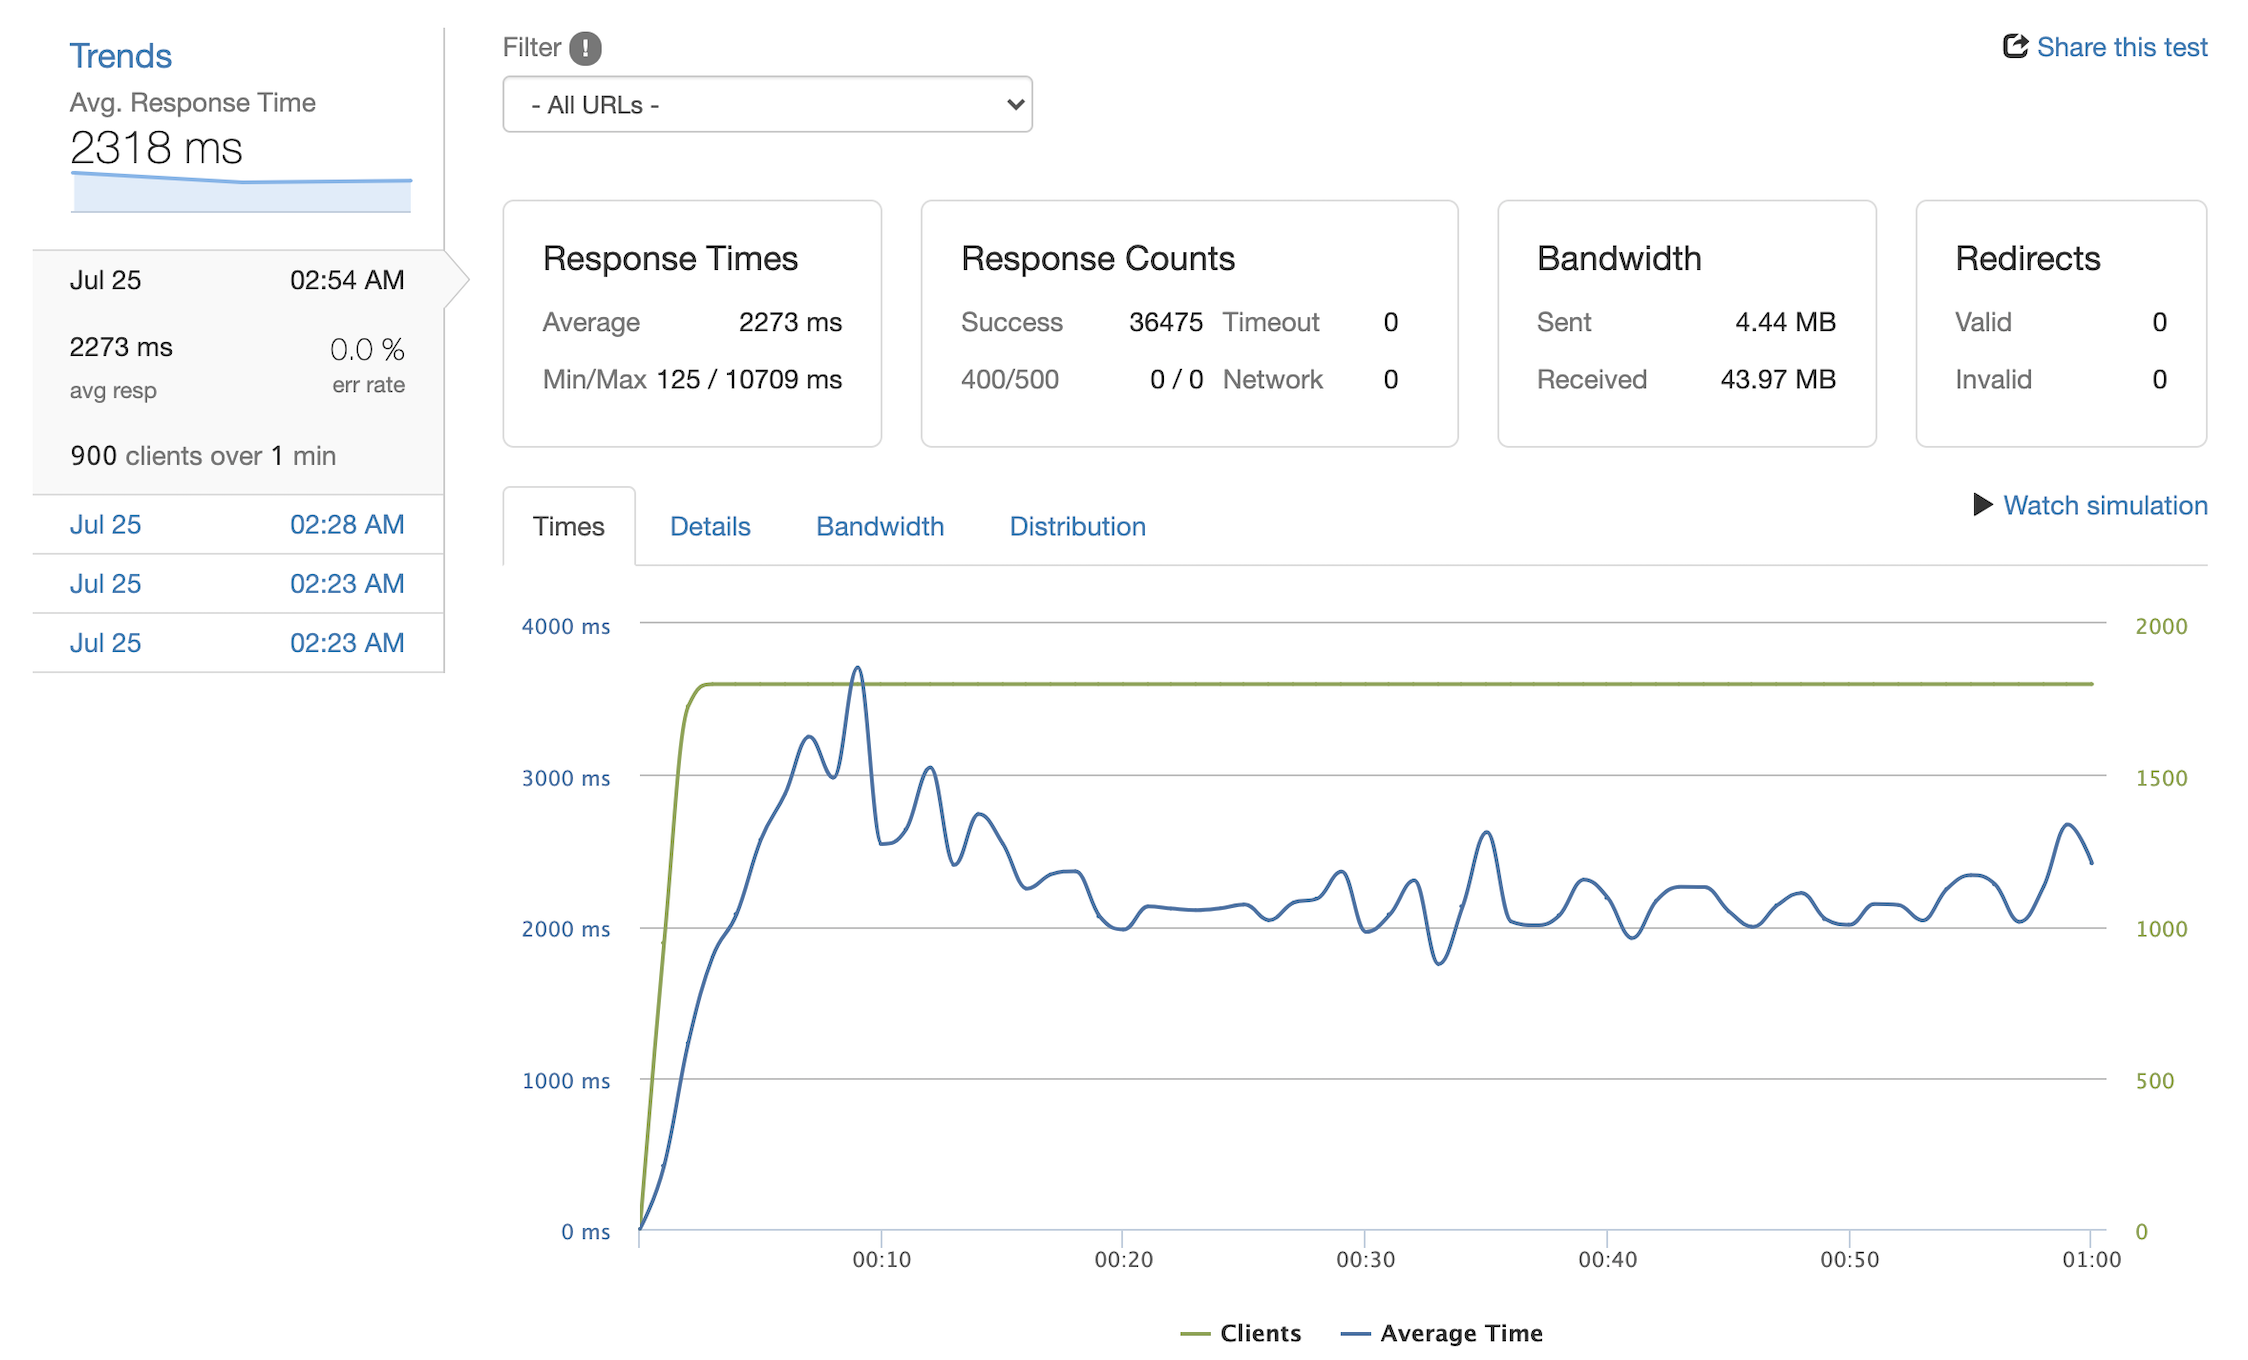 Trends
Avg. Response Time
2318 ms
Jul 25 02:54 AM
2273 ms 0.0 %
avg resp err rate
900 clients over 1 min
Jul 25 02:28 AM
Jul 25 02:23 AM
Jul 25 02:23 AM
Filter !
Share this test
- All URLs -
Response Times
Average 2273 ms
Min/Max 125 / 10709 ms
Response Counts
Success 36475 Timeout 0
400/500 0 / 0 Network 0
Bandwidth
Sent 4.44 MB
Received 43.97 MB
Redirects
Valid 0
Invalid 0
Times Details Bandwidth Distribution
Watch simulation
4000 ms 2000
3000 ms 1500
2000 ms 1000
1000 ms 500
0 ms 0
00:10 00:20 00:30 00:40 00:50 01:00
Clients Average Time